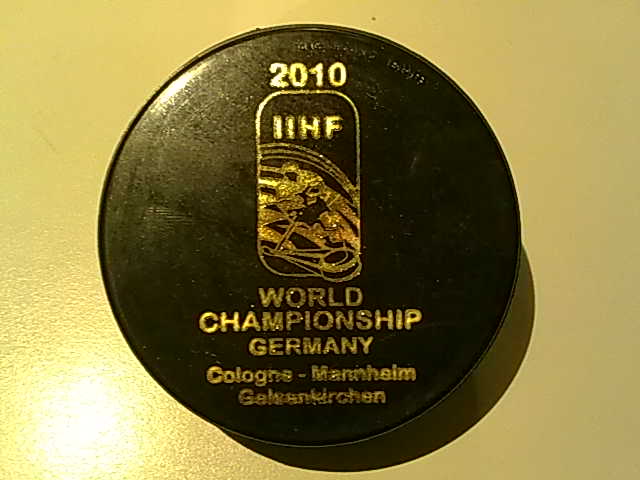 2010
IIHF
WORLD
CHAMPIONSHIP
GERMANY
Cologne - Mannheim
Gelsenkirchen